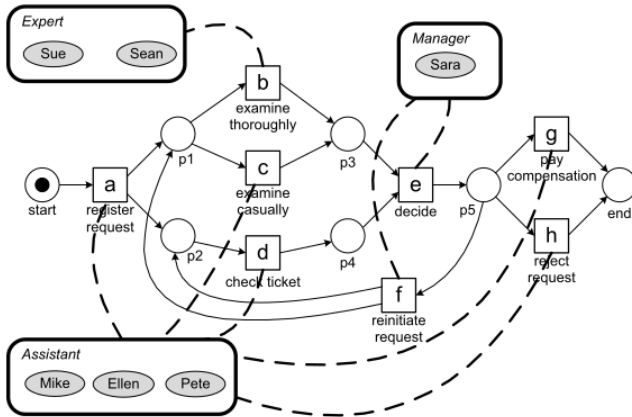 Expert
Sue Sean
Manager
Sara
b
examine
thoroughly
p1
c
examine
casually
p3
start
a
register
request
e
decide
p5
g
pay
compensation
end
h
reject
request
p2
d
check ticket
p4
f
reinitiate
request
Assistant
Mike Ellen Pete